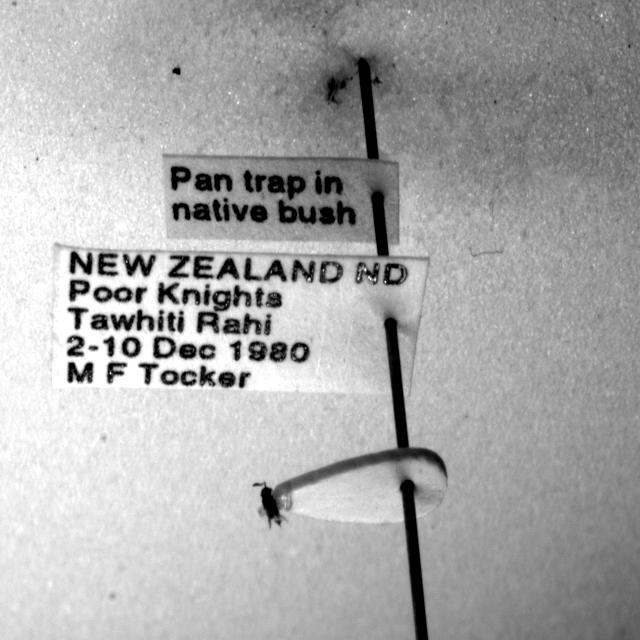 Pan trap in
native bush
NEW ZEALAND ND
Poor Knights
Tawhiti Rahi
2-10 Dec 1980
M F Tocker